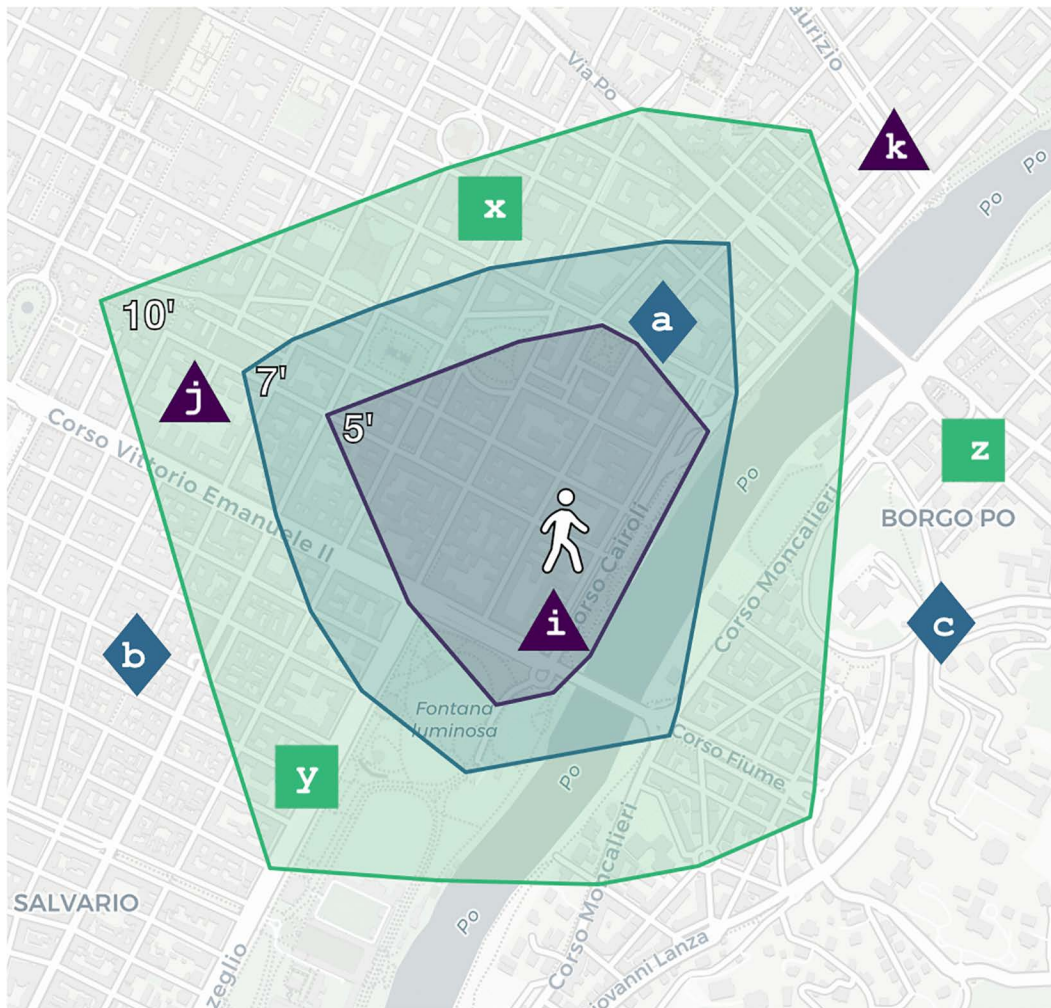 aurizio
Via Po
k
Po
Po
x
10'
a
7'
j
5'
Corso Vittorio Emanuele II
z
Po
BORGO PO
Corso Cairoli
Corso Moncalieri
i
c
b
Fontana
luminosa
Corso Fiume
y
Po
Corso Moncalieri
SALVARIO
Po
iovanni Lanza
zeglio